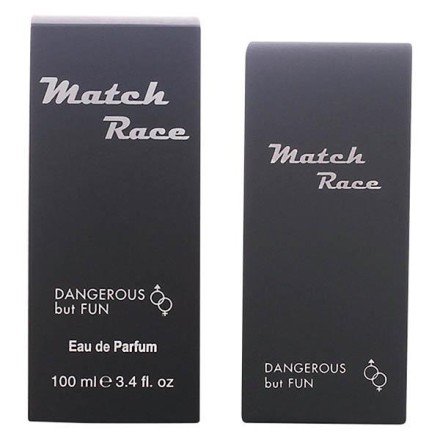 Match
Race
DANGEROUS
but FUN
Eau de Parfum
100 ml e 3.4 fl. oz
Match
Race
DANGEROUS
but FUN